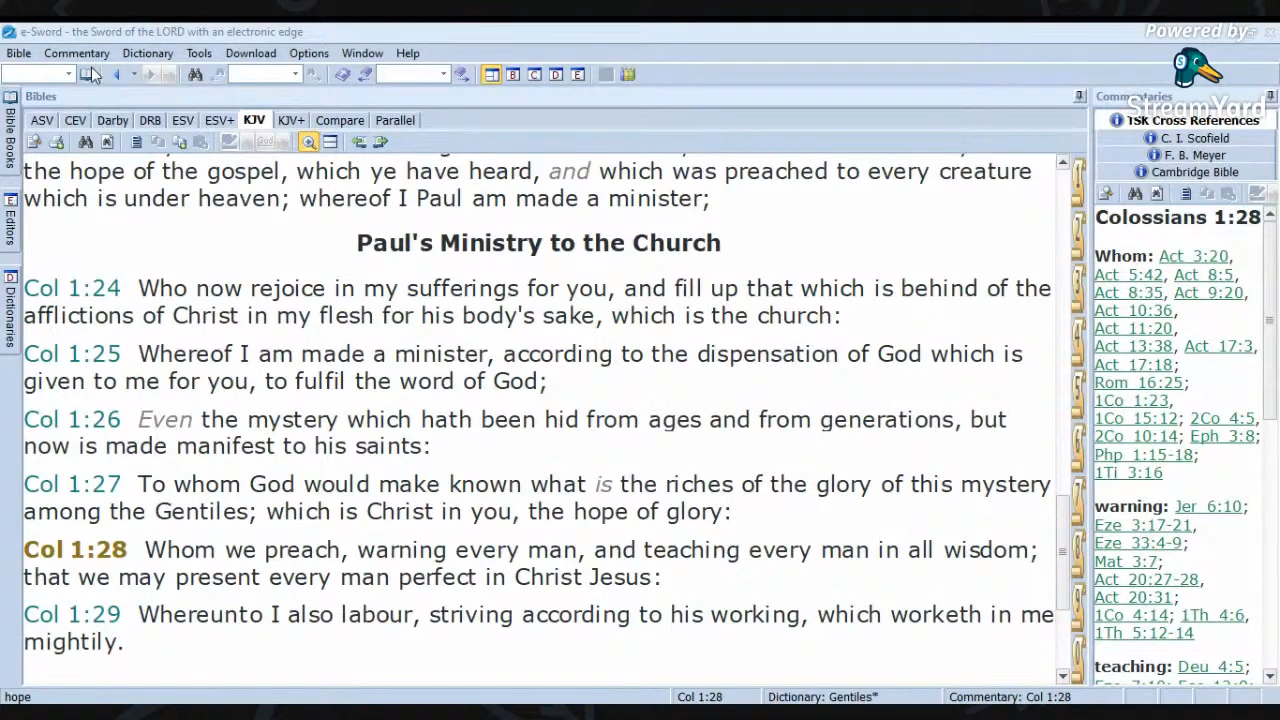 e-Sword - the Sword of the LORD with an electronic edge
Powered by
Bible Commentary Dictionary Tools Download Options Window Help
StreamYard
B C D E
Bibles
Commentaries
ASV CEV Darby DRB ESV ESV+ KJV KJV+ Compare Parallel
Bible Books
Editors
Dictionaries
the hope of the gospel, which ye have heard, and which was preached to every creature
which is under heaven; whereof I Paul am made a minister;
Paul's Ministry to the Church
Col 1:24 Who now rejoice in my sufferings for you, and fill up that which is behind of the
afflictions of Christ in my flesh for his body's sake, which is the church:
Col 1:25 Whereof I am made a minister, according to the dispensation of God which is
given to me for you, to fulfil the word of God;
Col 1:26 Even the mystery which hath been hid from ages and from generations, but
now is made manifest to his saints:
Col 1:27 To whom God would make known what is the riches of the glory of this mystery
among the Gentiles; which is Christ in you, the hope of glory:
Col 1:28 Whom we preach, warning every man, and teaching every man in all wisdom;
that we may present every man perfect in Christ Jesus:
Col 1:29 Whereunto I also labour, striving according to his working, which worketh in me
mightily.
TSK Cross References
C. I. Scofield
F. B. Meyer
Cambridge Bible
Colossians 1:28
Whom: Act 3:20,
Act 5:42, Act 8:5,
Act 8:35, Act 9:20,
Act 10:36,
Act 11:20,
Act 13:38, Act 17:3,
Act 17:18;
Rom 16:25;
1Co 1:23,
1Co 15:12; 2Co 4:5,
2Co 10:14; Eph 3:8;
Php 1:15-18;
1Ti 3:16
warning: Jer 6:10;
Eze 3:17-21,
Eze 33:4-9;
Mat 3:7;
Act 20:27-28,
Act 20:31;
1Co 4:14; 1Th 4:6,
1Th 5:12-14
teaching: Deu 4:5;
hope Col 1:28 Dictionary: Gentiles* Commentary: Col 1:28